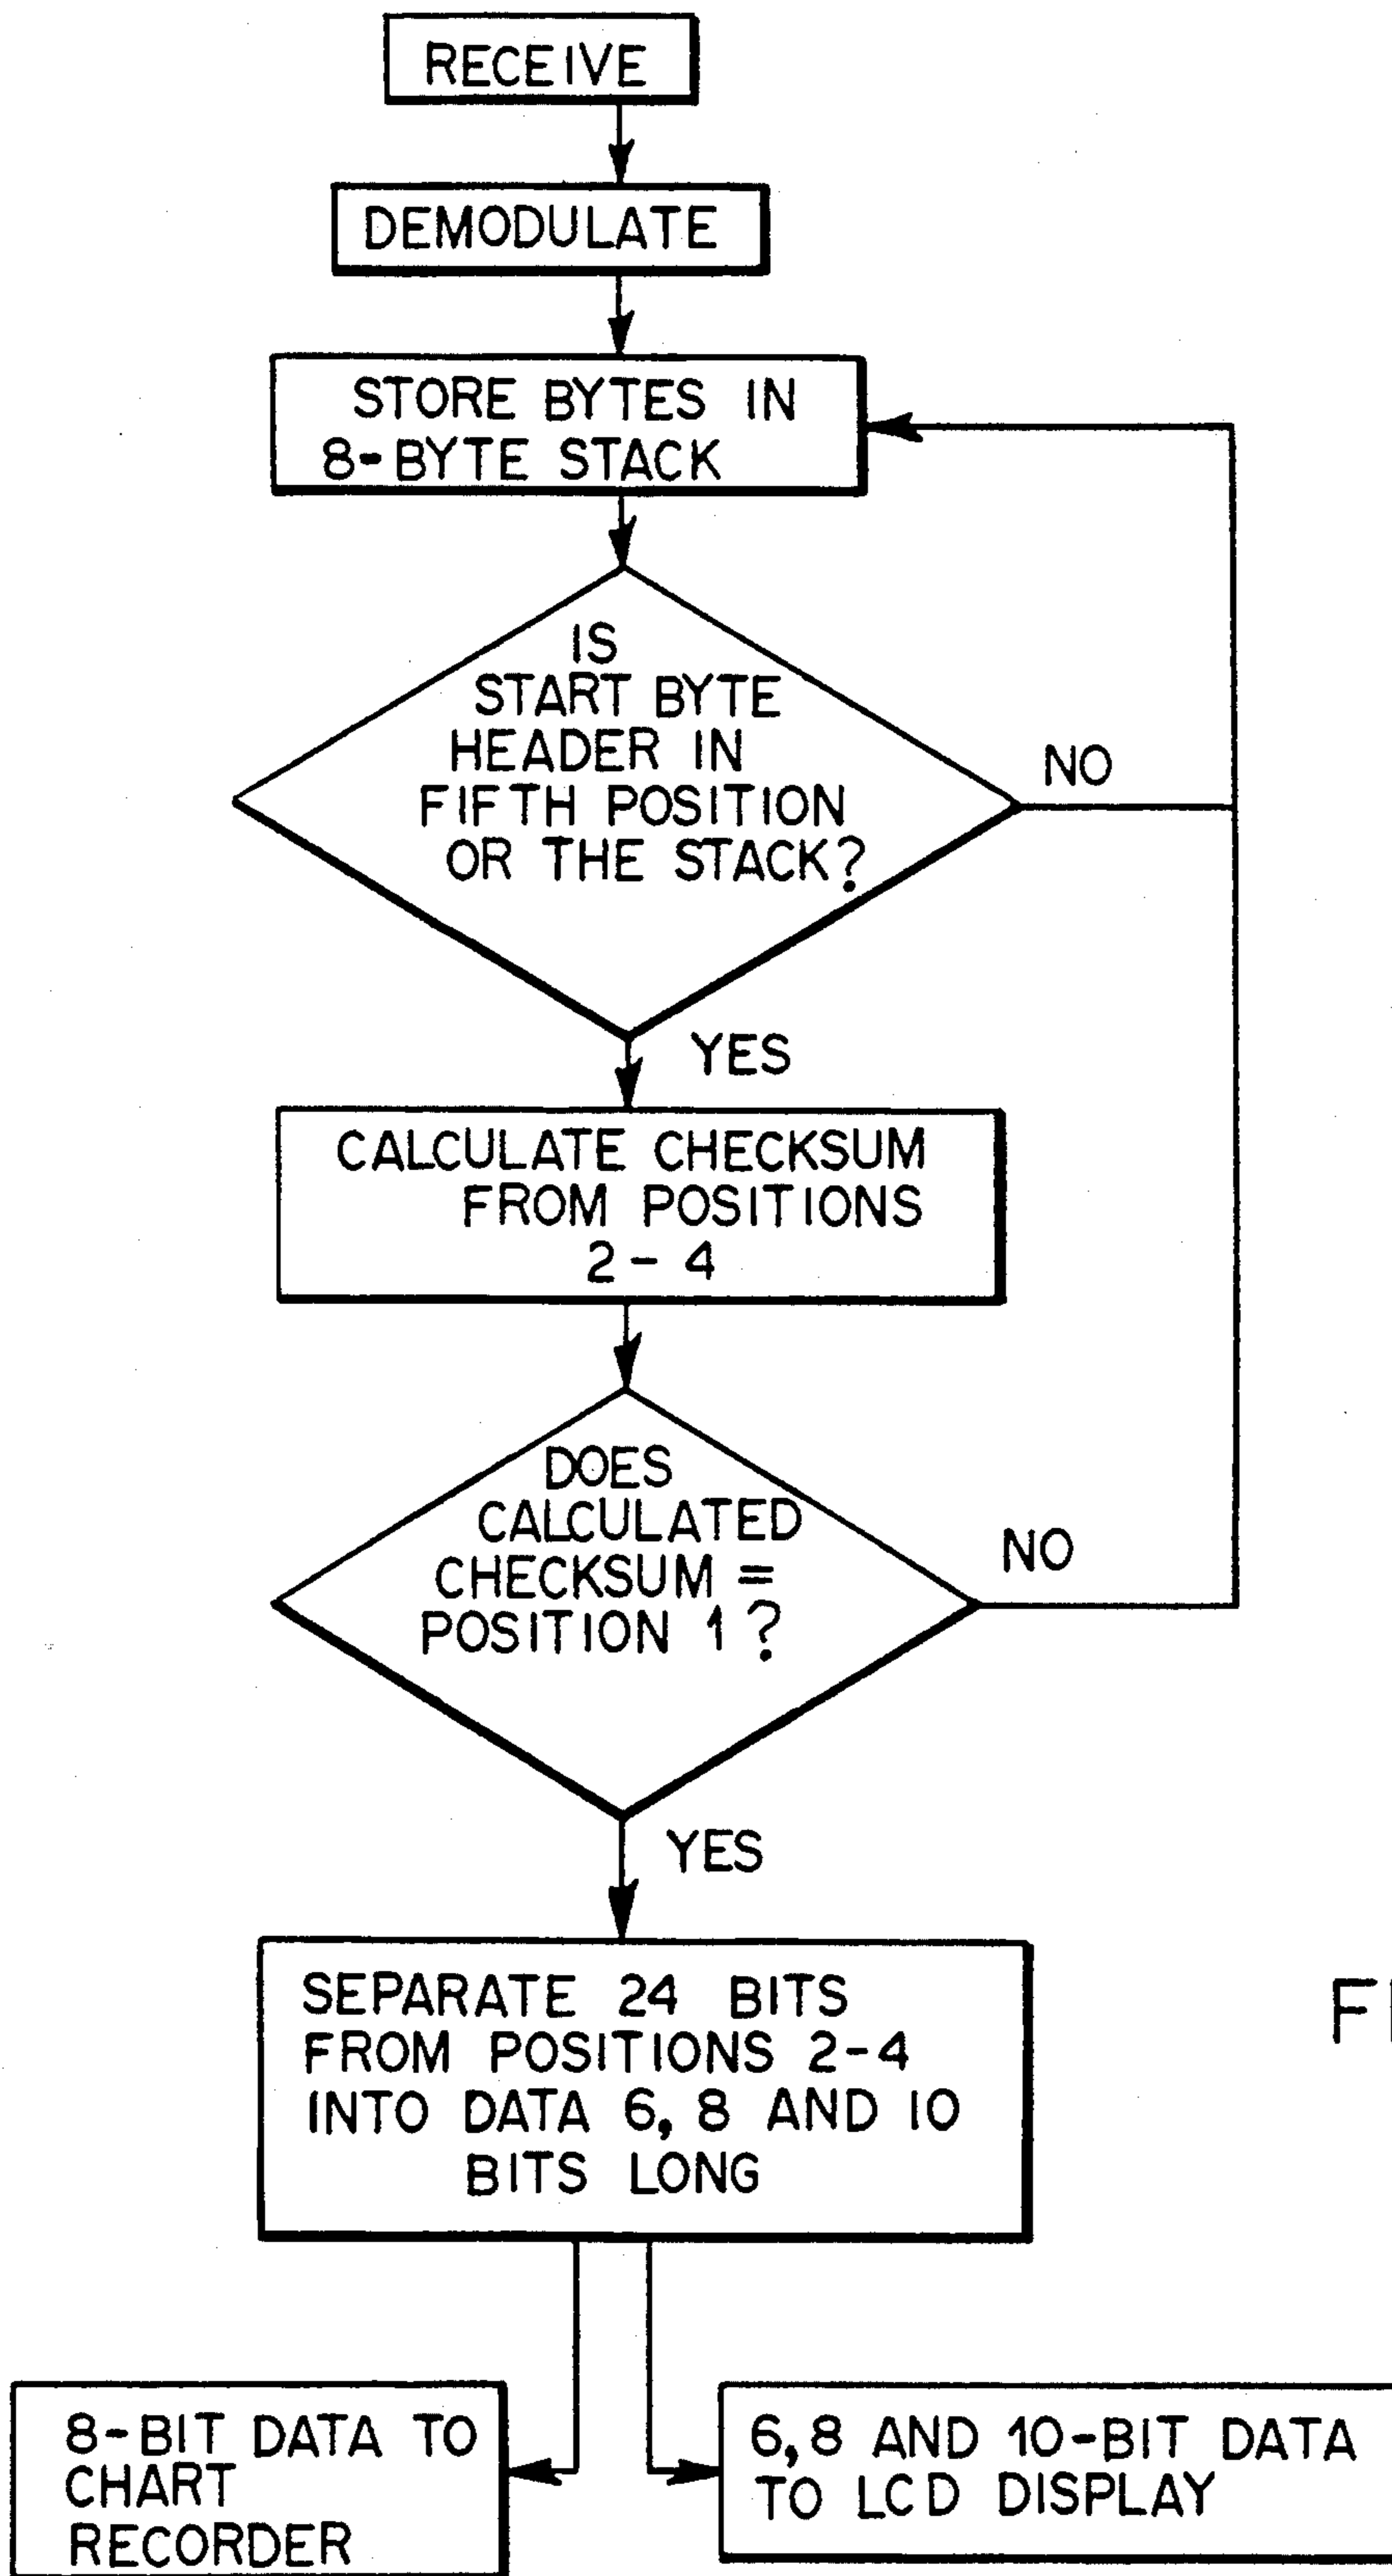 RECEIVE
DEMODULATE
STORE BYTES IN
8-BYTE STACK
IS
START BYTE
HEADER IN
FIFTH POSITION
OR THE STACK?
NO
YES
CALCULATE CHECKSUM
FROM POSITIONS
2-4
DOES
CALCULATED
CHECKSUM =
POSITION 1?
NO
YES
SEPARATE 24 BITS
FROM POSITIONS 2-4
INTO DATA 6, 8 AND 10
BITS LONG
8-BIT DATA TO
CHART
RECORDER
6,8 AND 10-BIT DATA
TO LCD DISPLAY